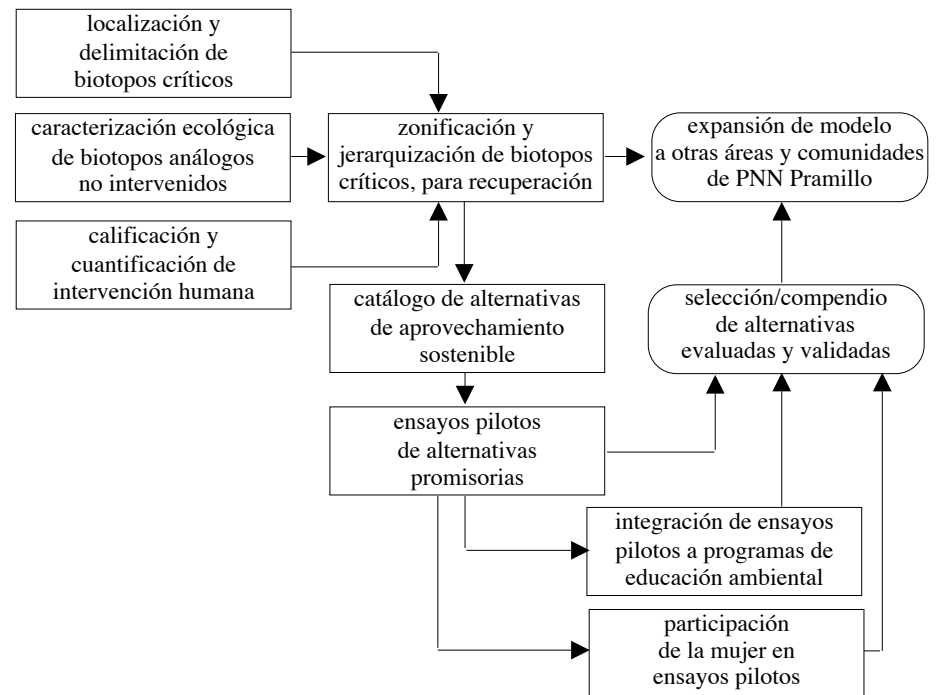 localización y
delimitación de
biotopos críticos
caracterización ecológica
de biotopos análogos
no intervenidos
zonificación y
jerarquización de biotopos
críticos, para recuperación
expansión de modelo
a otras áreas y comunidades
de PNN Pramillo
calificación y
cuantificación de
intervención humana
catálogo de alternativas
de aprovechamiento
sostenible
selección/compendio
de alternativas
evaluadas y validadas
ensayos pilotos
de alternativas
promisorias
integración de ensayos
pilotos a programas de
educación ambiental
participación
de la mujer en
ensayos pilotos